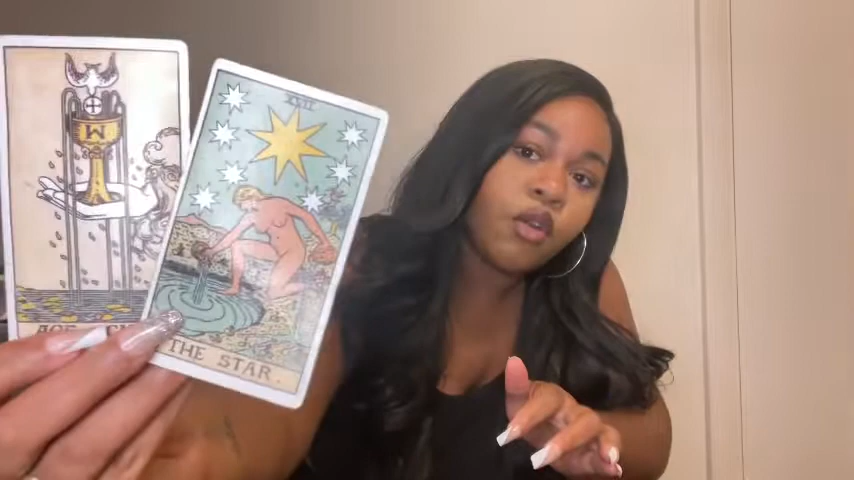 W
XVII
THE STAR.